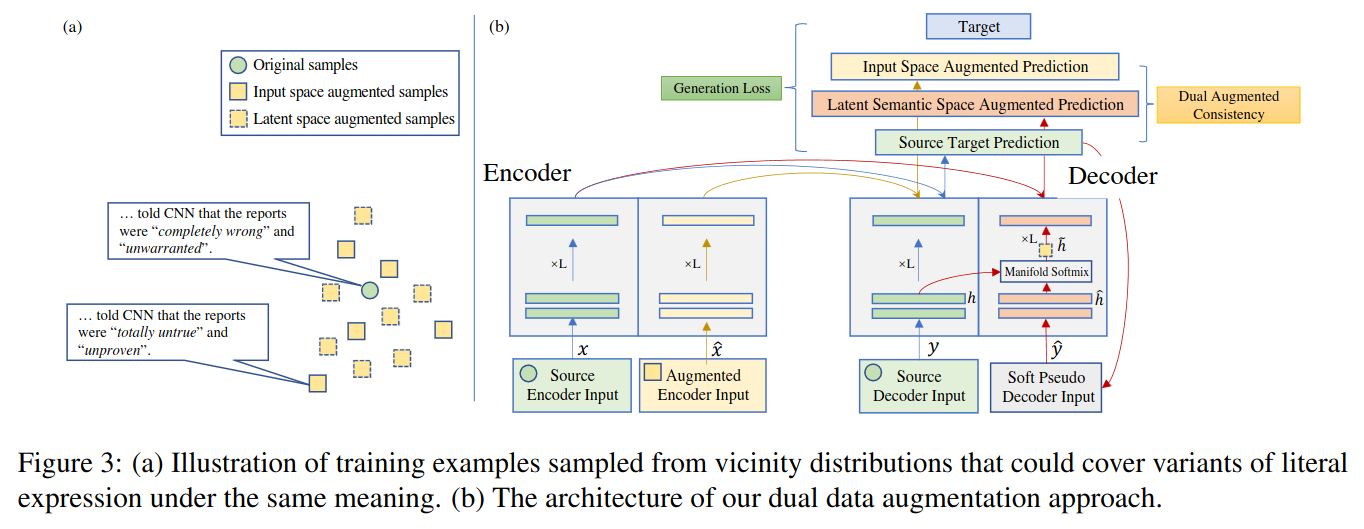 (a)
Original samples
Input space augmented samples
Latent space augmented samples
… told CNN that the reports
were “completely wrong” and
“unwarranted”.
… told CNN that the reports
were “totally untrue” and
“unproven”.
(b)
Target
Input Space Augmented Prediction
Generation Loss
Latent Semantic Space Augmented Prediction
Dual Augmented
Consistency
Source Target Prediction
Encoder
Decoder
×L
×L
×L
×L
h̃
Manifold Softmix
h
ĥ
x
x̂
y
ŷ
Source
Encoder Input
Augmented
Encoder Input
Source
Decoder Input
Soft Pseudo
Decoder Input
Figure 3: (a) Illustration of training examples sampled from vicinity distributions that could cover variants of literal
expression under the same meaning. (b) The architecture of our dual data augmentation approach.